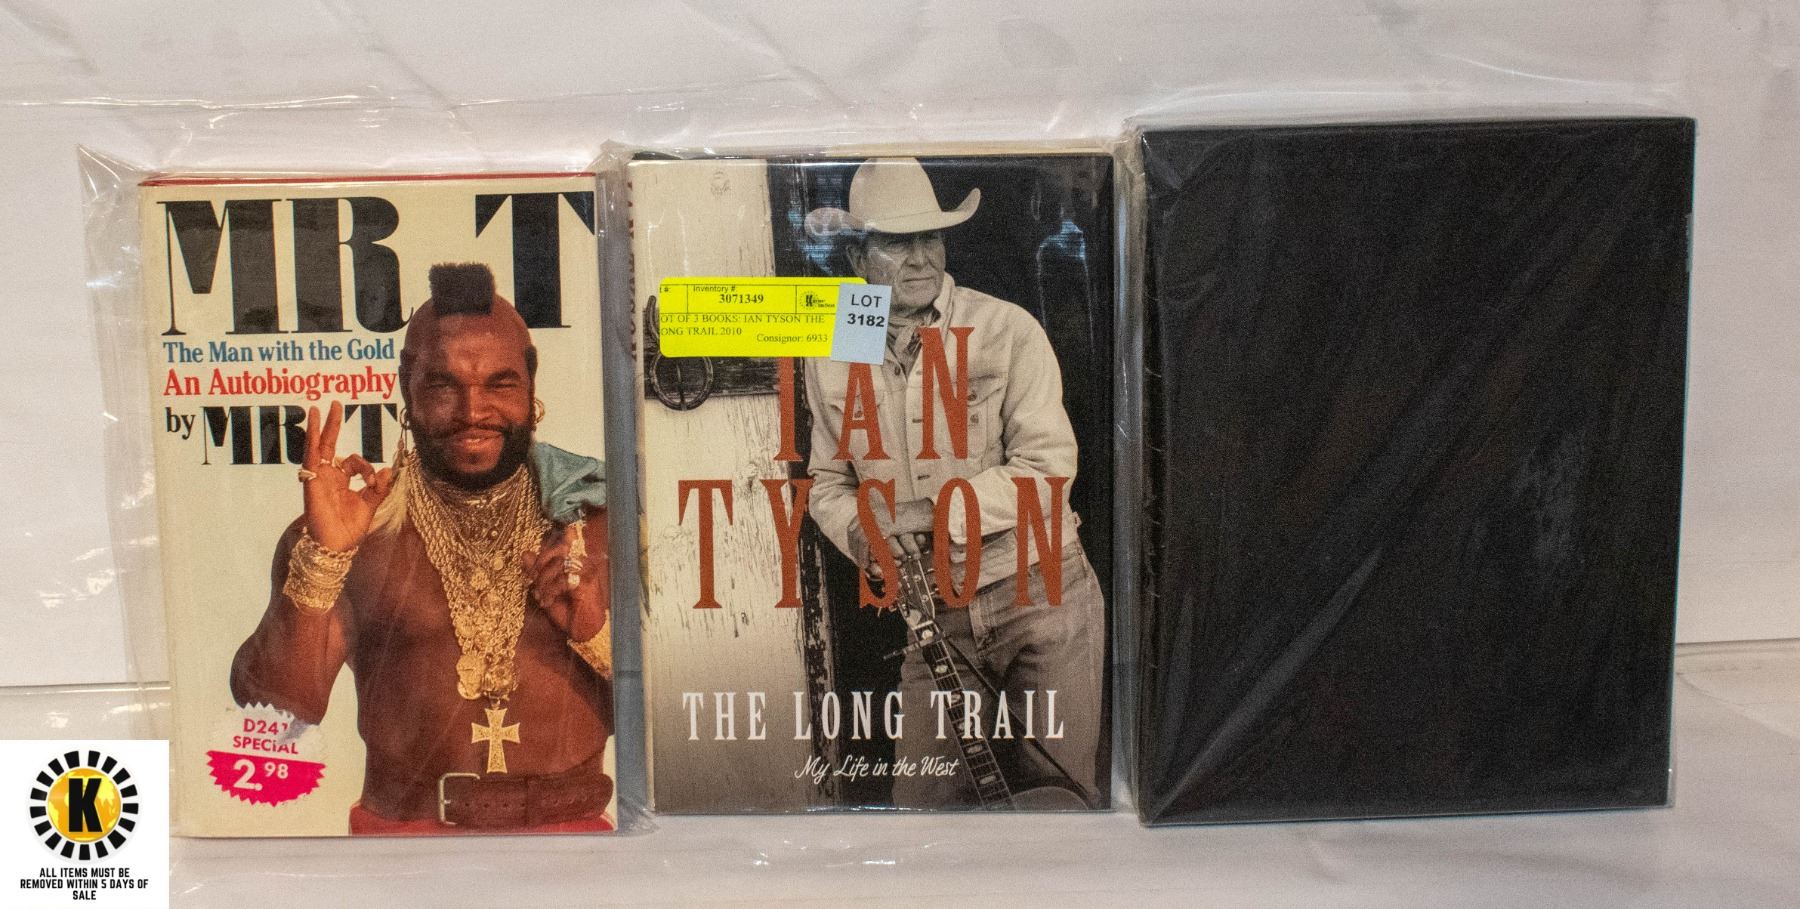 MR T
The Man with the Gold
An Autobiography
by MR T
D241
SPECIAL
2.98
Inventory #:
3071349
OT OF 3 BOOKS: IAN TYSON THE
ONG TRAIL 2010
Consignor: 6933
LOT
3182
IAN
TYSON
THE LONG TRAIL
My Life in the West
K
ALL ITEMS MUST BE
REMOVED WITHIN 5 DAYS OF
SALE